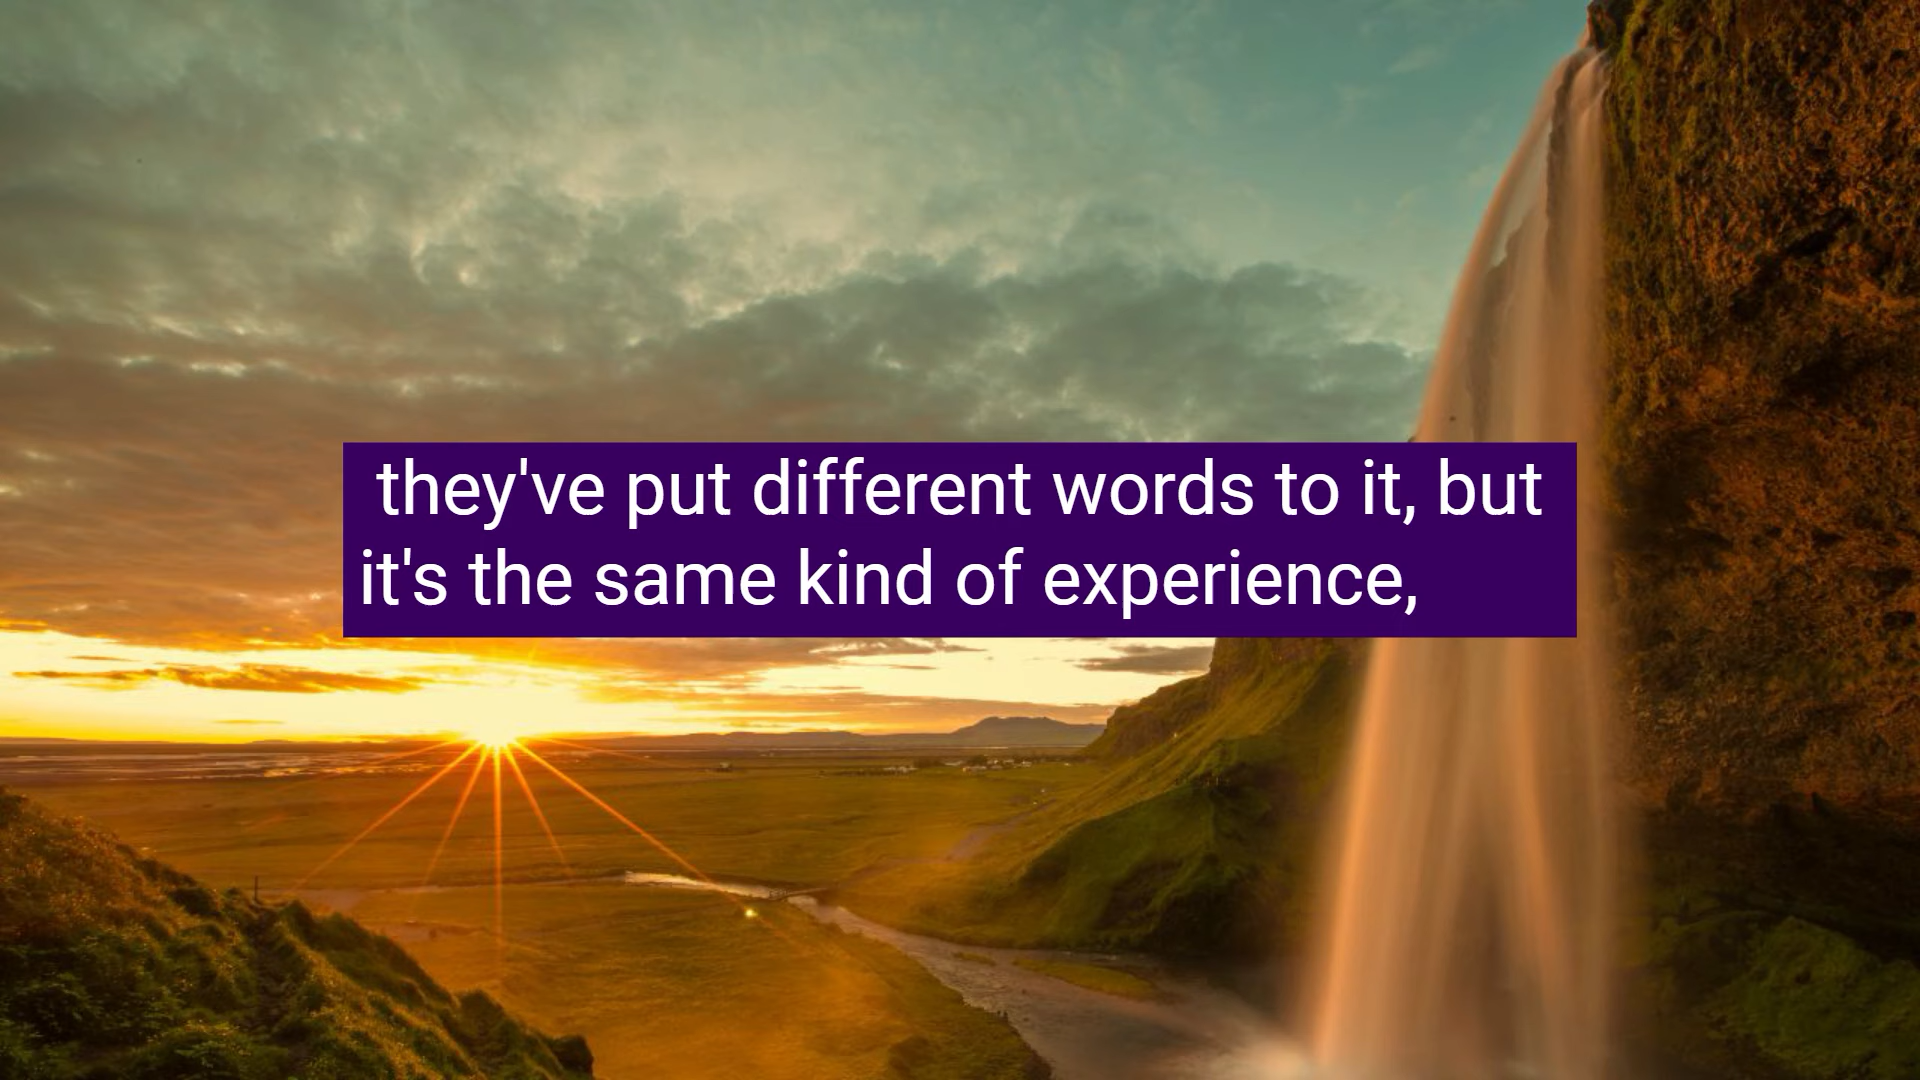 they've put different words to it, but
it's the same kind of experience,